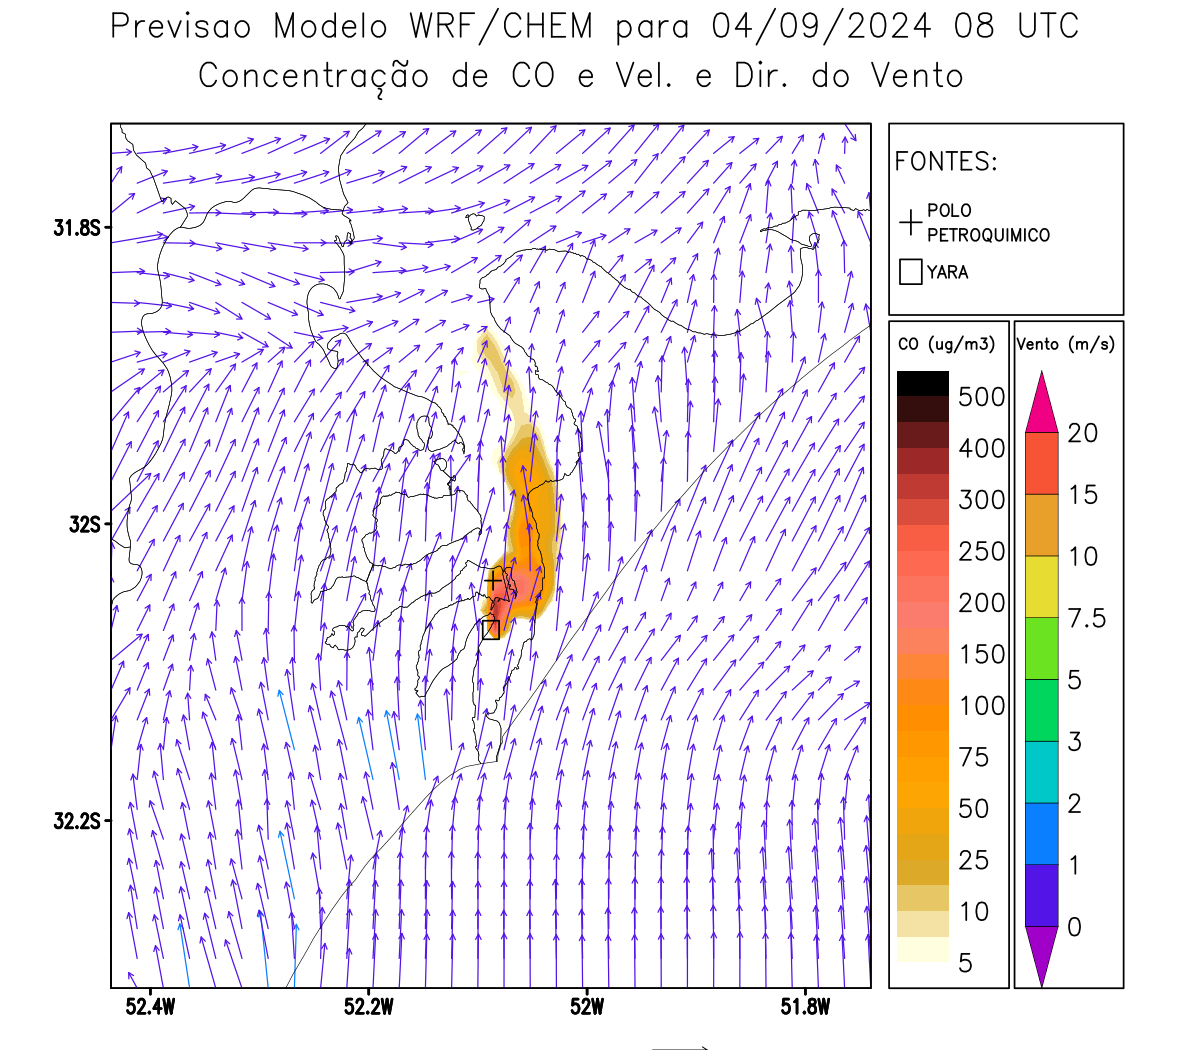 Previsao Modelo WRF/CHEM para 04/09/2024 08 UTC
Concentração de CO e Vel. e Dir. do Vento
FONTES:
POLO
PETROQUIMICO
YARA
CO (ug/m3)
500
400
300
250
200
150
100
75
50
25
10
5
Vento (m/s)
20
15
10
7.5
5
3
2
1
0
31.8S
32S
32.2S
52.4W
52.2W
52W
51.8W